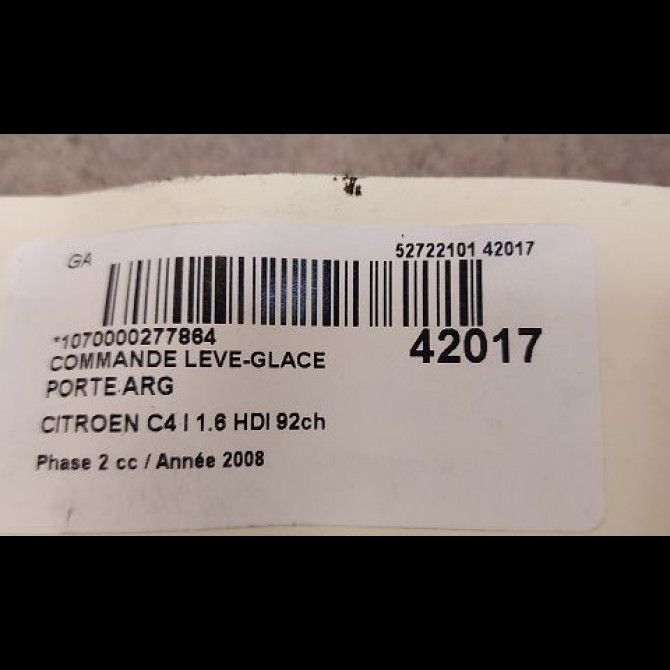 GA
52722101 42017
*1070000277864
42017
COMMANDE LEVE-GLACE
PORTE ARG
CITROEN C4 I 1.6 HDI 92ch
Phase 2 cc / Année 2008